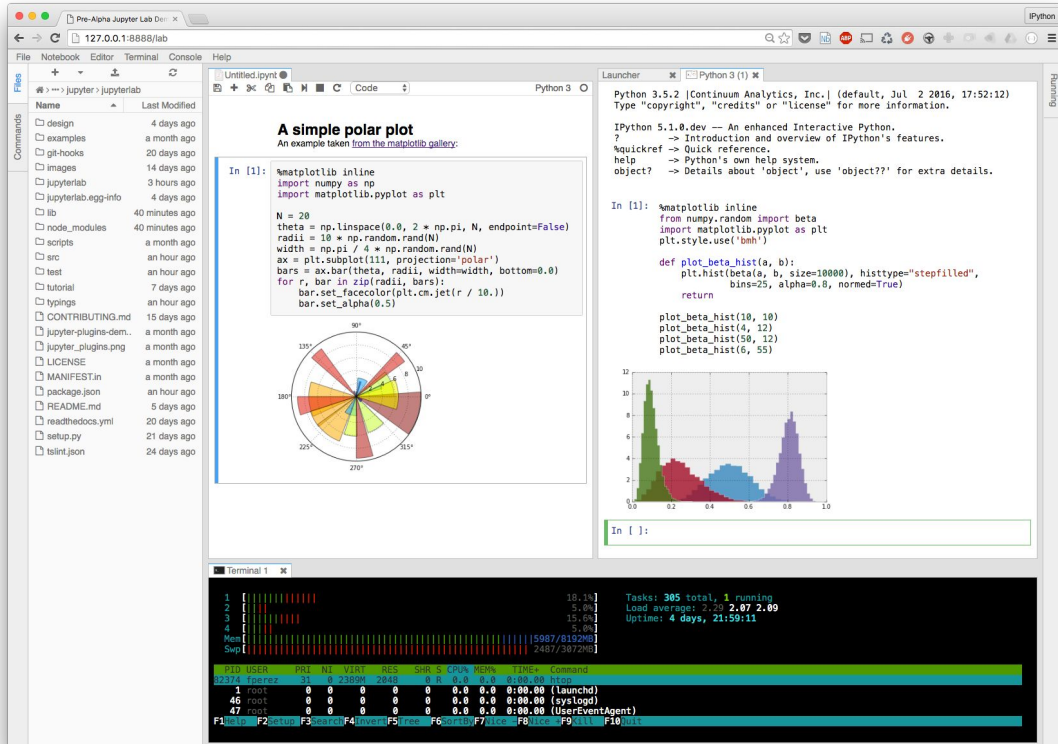 Pre-Alpha Jupyter Lab Den
IPython
127.0.0.1:8888/lab
File Notebook Editor Terminal Console Help
Files
Commands
Running
> ··· > jupyter > jupyterlab
Name Last Modified
design 4 days ago
examples a month ago
git-hooks 20 days ago
images 14 days ago
jupyterlab 3 hours ago
jupyterlab.egg-info 4 days ago
lib 40 minutes ago
node_modules 40 minutes ago
scripts a month ago
src an hour ago
test an hour ago
tutorial 7 days ago
typings an hour ago
CONTRIBUTING.md 15 days ago
jupyter-plugins-dem.. a month ago
jupyter_plugins.png a month ago
LICENSE a month ago
MANIFEST.in a month ago
package.json an hour ago
README.md 5 days ago
readthedocs.yml 20 days ago
setup.py 21 days ago
tslint.json 24 days ago
Untitled.ipynb
Code
Python 3
A simple polar plot
An example taken from the matplotlib gallery:
In [1]: %matplotlib inline
import numpy as np
import matplotlib.pyplot as plt
N = 20
theta = np.linspace(0.0, 2 * np.pi, N, endpoint=False)
radii = 10 * np.random.rand(N)
width = np.pi / 4 * np.random.rand(N)
ax = plt.subplot(111, projection='polar')
bars = ax.bar(theta, radii, width=width, bottom=0.0)
for r, bar in zip(radii, bars):
    bar.set_facecolor(plt.cm.jet(r / 10.))
    bar.set_alpha(0.5)
90°
135° 45°
10
8
6
4
180° 0°
225° 315°
270°
Launcher Python 3 (1)
Python 3.5.2 |Continuum Analytics, Inc.| (default, Jul  2 2016, 17:52:12)
Type "copyright", "credits" or "license" for more information.
IPython 5.1.0.dev -- An enhanced Interactive Python.
?         -> Introduction and overview of IPython's features.
%quickref -> Quick reference.
help      -> Python's own help system.
object?   -> Details about 'object', use 'object??' for extra details.
In [1]: %matplotlib inline
from numpy.random import beta
import matplotlib.pyplot as plt
plt.style.use('bmh')
def plot_beta_hist(a, b):
    plt.hist(beta(a, b, size=10000), histtype="stepfilled",
             bins=25, alpha=0.8, normed=True)
    return
plot_beta_hist(10, 10)
plot_beta_hist(4, 12)
plot_beta_hist(50, 12)
plot_beta_hist(6, 55)
12
10
8
6
4
2
0
0.0 0.2 0.4 0.6 0.8 1.0
In [ ]:
Terminal 1
1 [ 18.1%]
2 [ 5.0%]
3 [ 15.6%]
4 [ 5.0%]
Mem[ 5987/8192MB]
Swp[ 2487/3072MB]
Tasks: 305 total, 1 running
Load average: 2.29 2.07 2.09
Uptime: 4 days, 21:59:11
PID USER PRI NI VIRT RES SHR S CPU% MEM% TIME+ Command
82374 fperez 31 0 2389M 2048 0 R 0.0 0.0 0:00.00 htop
1 root 0 0 0 0 0 0.0 0.0 0:00.00 (launchd)
46 root 0 0 0 0 0 0.0 0.0 0:00.00 (syslogd)
47 root 0 0 0 0 0 0.0 0.0 0:00.00 (UserEventAgent)
F1Help F2Setup F3SearchF4InvertF5Tree F6SortByF7Nice -F8Nice +F9Kill F10Quit